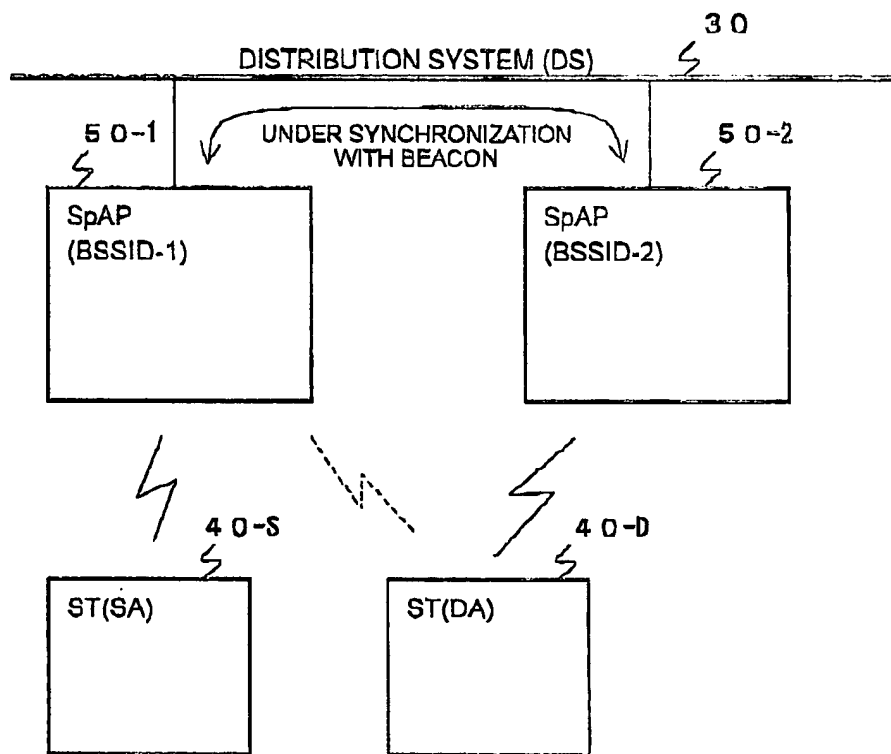 30
DISTRIBUTION SYSTEM (DS)
50-1
UNDER SYNCHRONIZATION
WITH BEACON
50-2
SpAP
(BSSID-1)
SpAP
(BSSID-2)
40-S
40-D
ST(SA)
ST(DA)